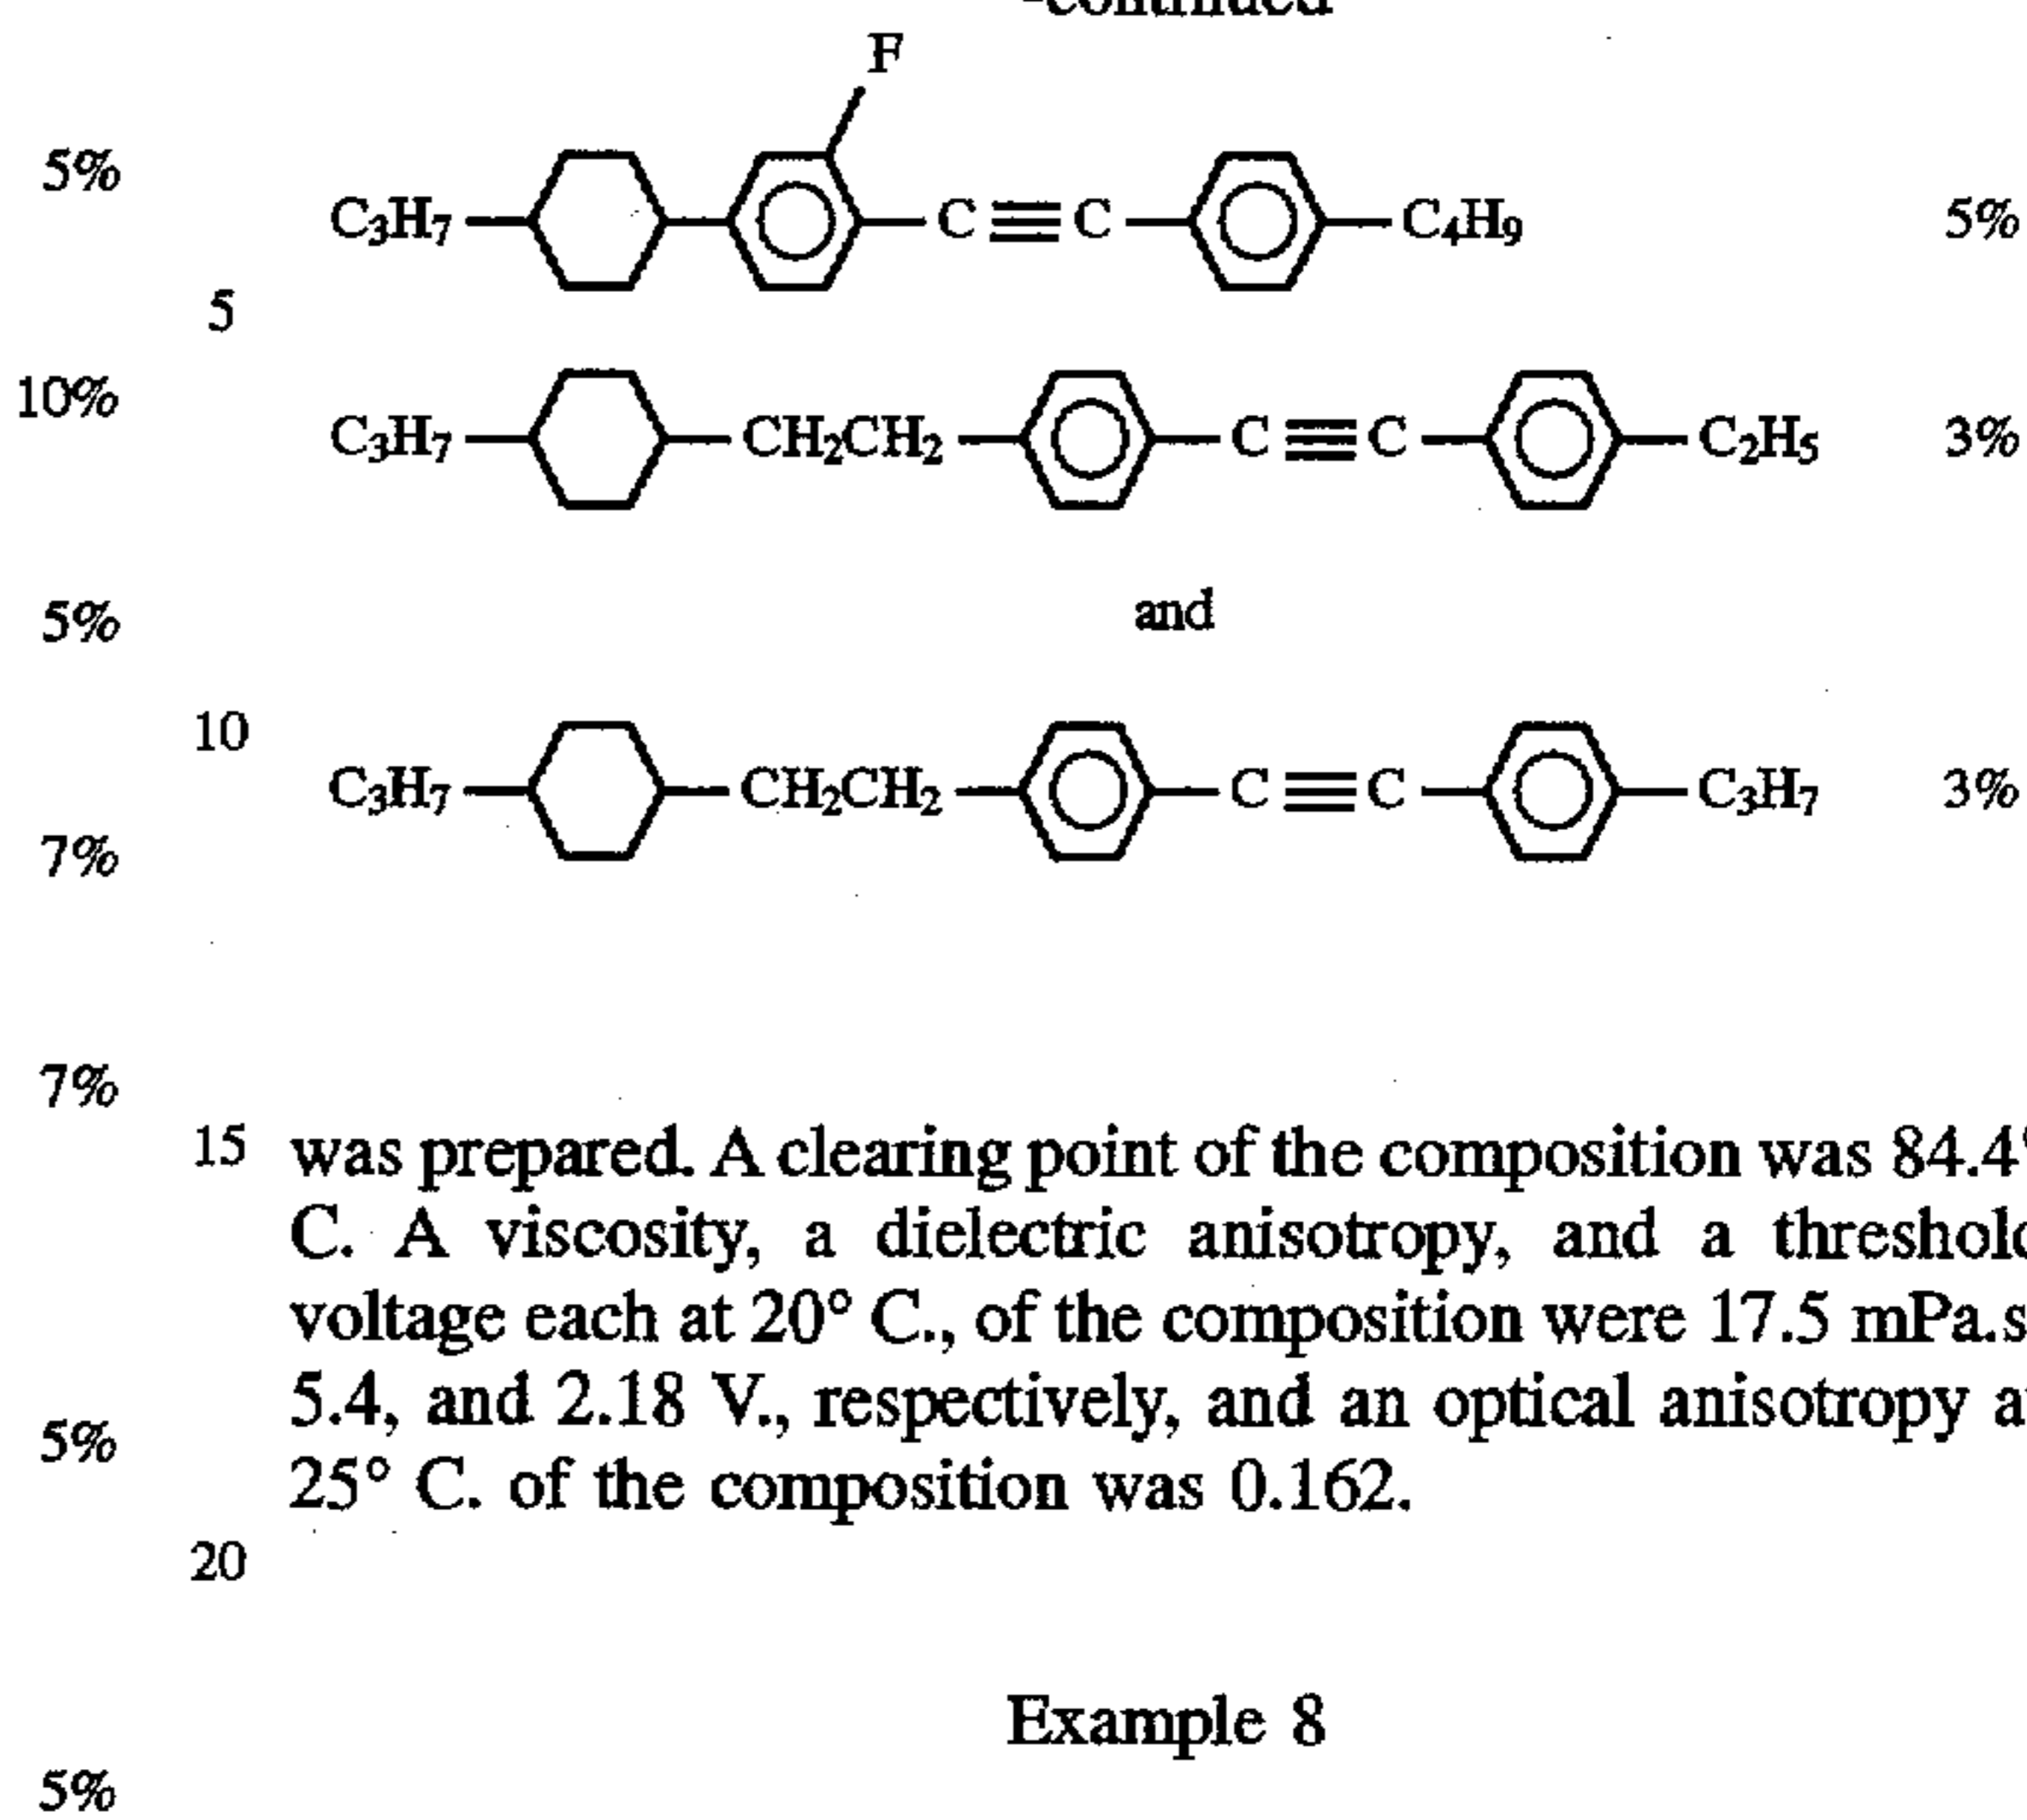 -continued
F
5%
C3H7 C≡C C4H9 5%
5
10%
C3H7 CH2CH2 C≡C C2H5 3%
5% and
10
C3H7 CH2CH2 C≡C C3H7 3%
7%
7%
15 was prepared. A clearing point of the composition was 84.4°
C. A viscosity, a dielectric anisotropy, and a threshold
voltage each at 20° C., of the composition were 17.5 mPa.s
5.4, and 2.18 V., respectively, and an optical anisotropy at
5%
25° C. of the composition was 0.162.
20
Example 8
5%